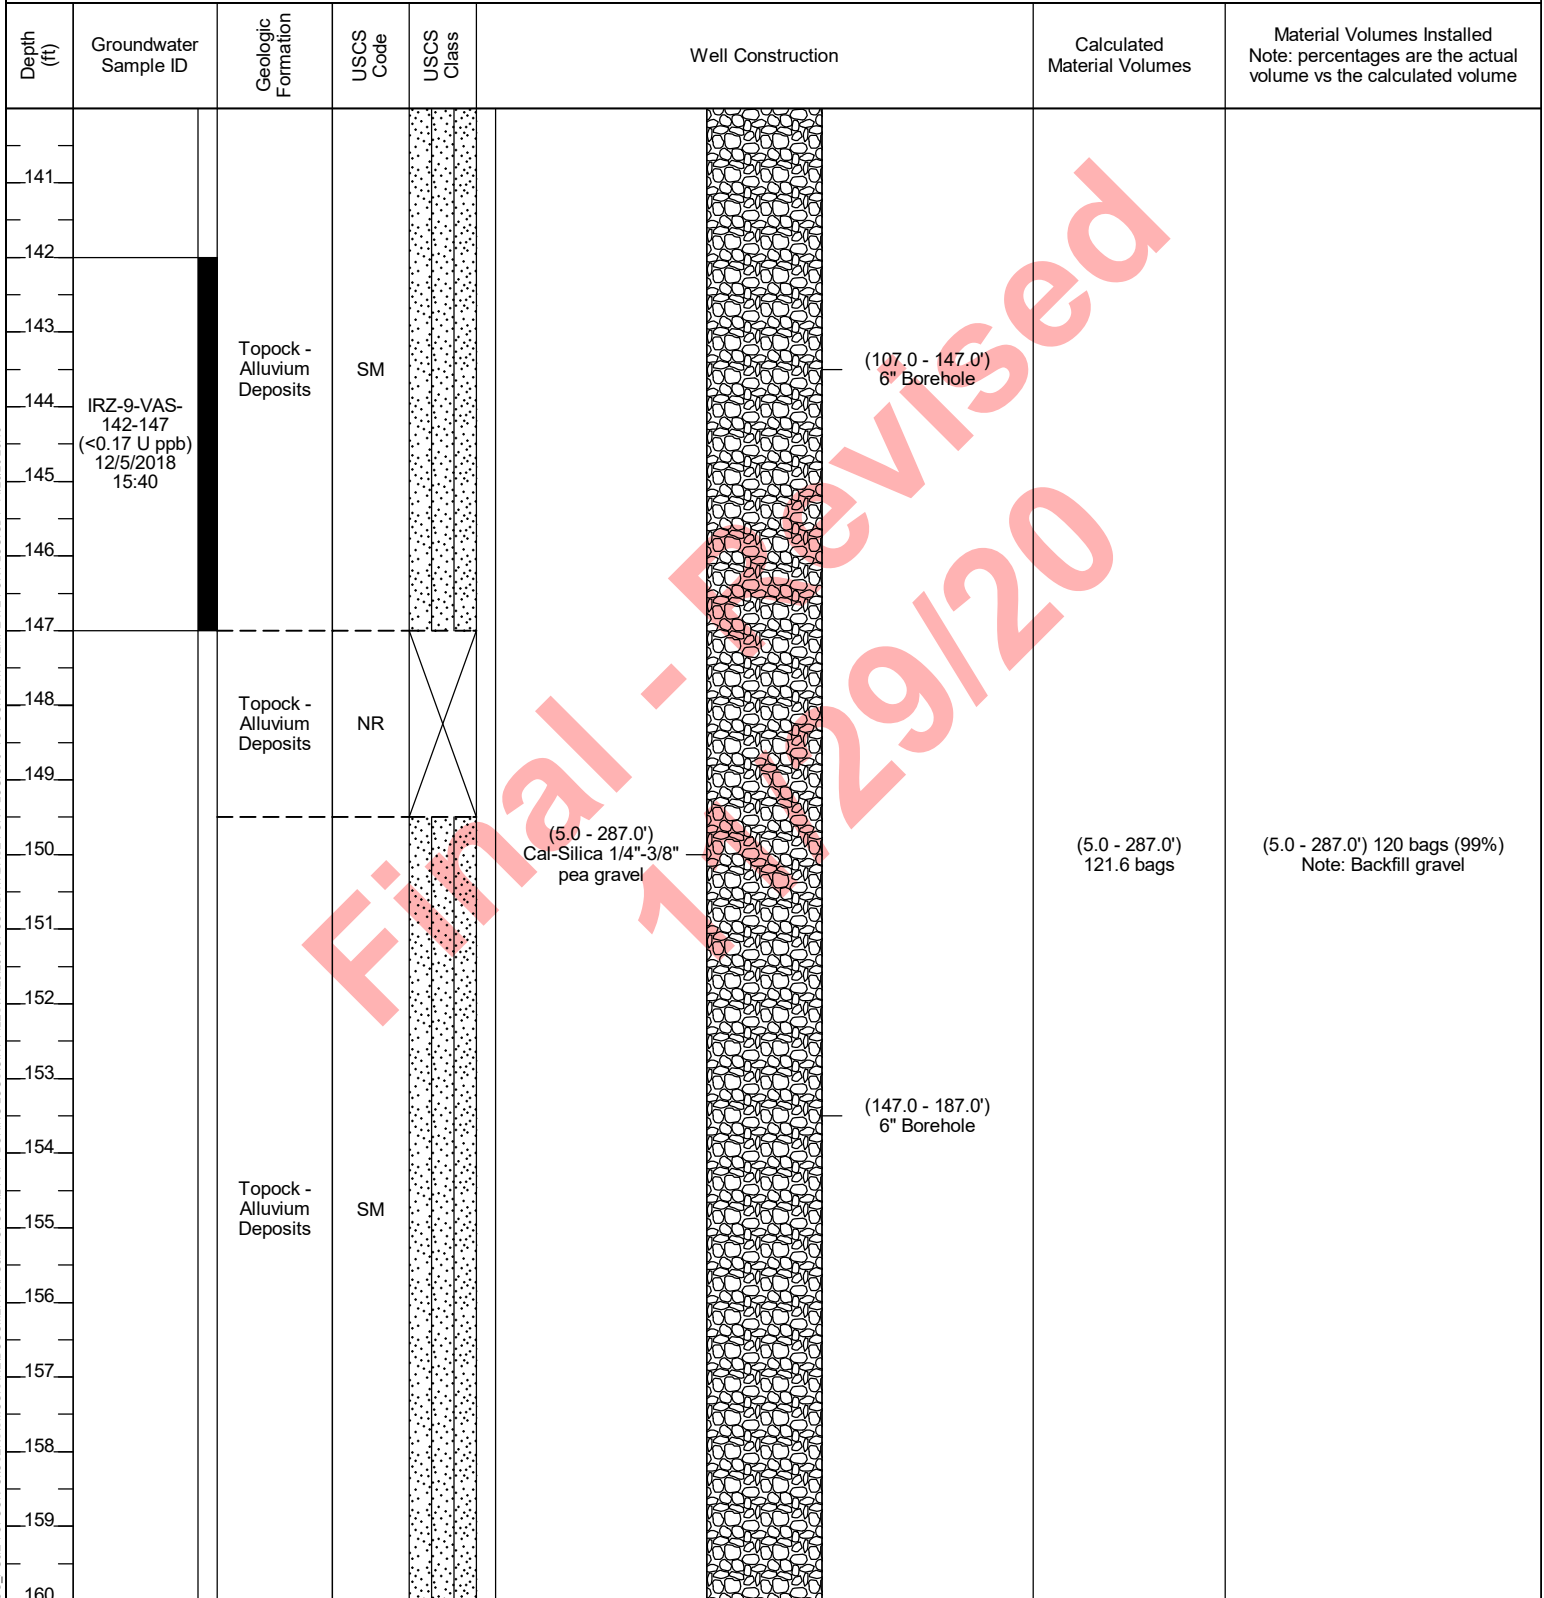 Depth
(ft)
Groundwater
Sample ID
Geologic
Formation
USCS
Code
USCS
Class
Well Construction
Calculated
Material Volumes
Material Volumes Installed
Note: percentages are the actual
volume vs the calculated volume
141
142
143
Topock -
Alluvium
Deposits
SM
(107.0 - 147.0')
6" Borehole
144
IRZ-9-VAS-
142-147
(<0.17 U ppb)
12/5/2018
15:40
145
146
147
148
Topock -
Alluvium
Deposits
NR
149
150
(5.0 - 287.0')
Cal-Silica 1/4"-3/8"
pea gravel
(5.0 - 287.0')
121.6 bags
(5.0 - 287.0') 120 bags (99%)
Note: Backfill gravel
151
152
153
(147.0 - 187.0')
6" Borehole
154
Topock -
Alluvium
Deposits
SM
155
156
157
158
159
160
Final - Revised
11/29/20